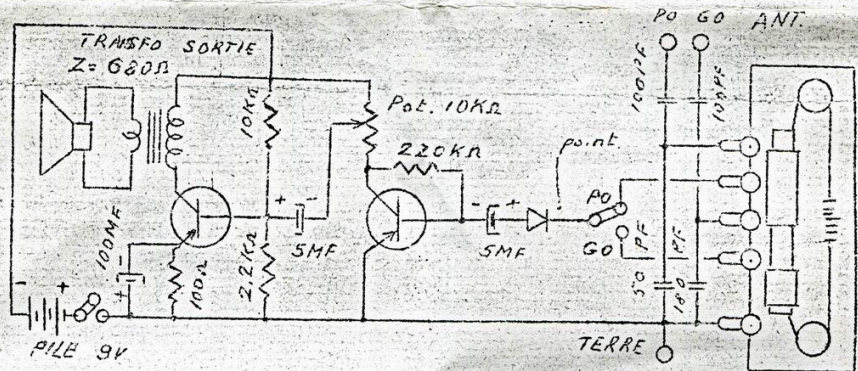 PO GO ANT.
TRANSFO SORTIE
Z= 680Ω
100PF
100PF
10KΩ
Pot. 10KΩ
220KΩ
point.
PO
GO
+ -
5MF
- +
5MF
100MF
- +
100Ω
2.2KΩ
50 PF
180 PF
- +
PILE 9V
TERRE